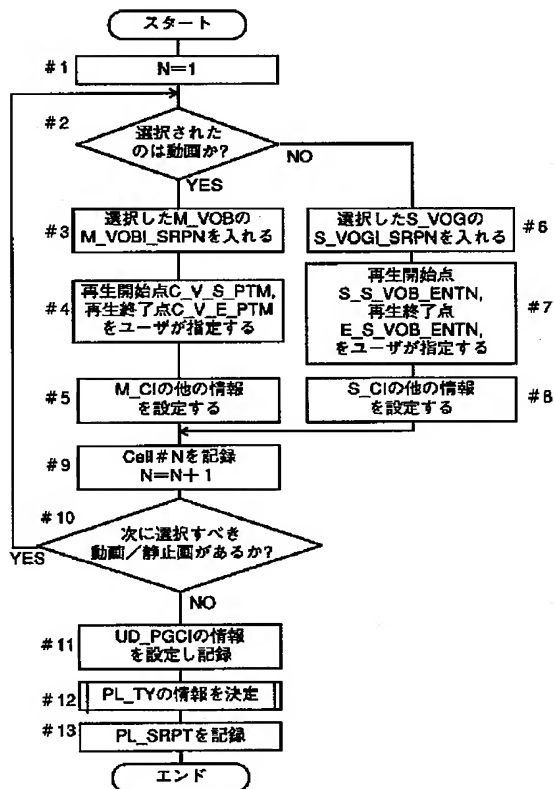 スタート
#1
N=1
#2
選択された
のは動画か?
NO
YES
#3
選択したM_VOBの
M_VOBI_SRPNを入れる
選択したS_VOGの
S_VOGI_SRPNを入れる
#6
#4
再生開始点C_V_S_PTM,
再生終了点C_V_E_PTM
をユーザが指定する
再生開始点
S_S_VOB_ENTN,
再生終了点
E_S_VOB_ENTN,
をユーザが指定する
#7
#5
M_CIの他の情報
を設定する
S_CIの他の情報
を設定する
#8
#9
Cell#Nを記録
N=N+1
#10
次に選択すべき
動画/静止画があるか?
YES
NO
#11
UD_PGCIの情報
を設定し記録
#12
PL_TYの情報を決定
#13
PL_SRPTを記録
エンド